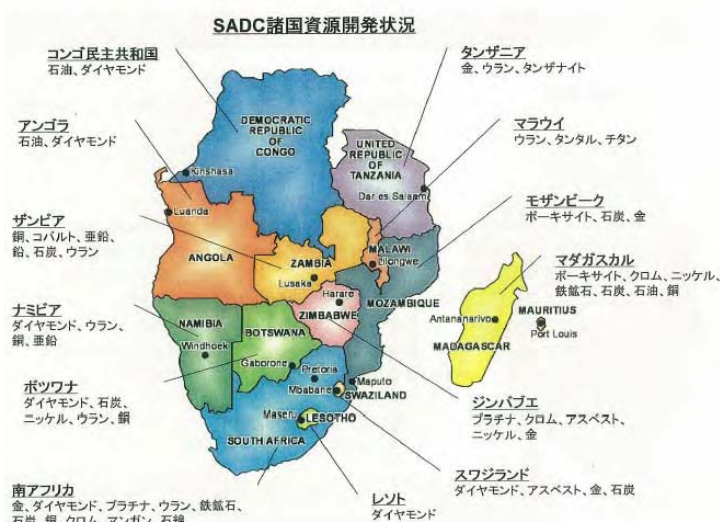 SADC諸国資源開発状況
コンゴ民主共和国
石油、ダイヤモンド
タンザニア
金、ウラン、タンザナイト
アンゴラ
石油、ダイヤモンド
マラウイ
ウラン、タンタル、チタン
ザンビア
銅、コバルト、亜鉛、
鉛、石炭、ウラン
モザンビーク
ボーキサイト、石炭、金
マダガスカル
ボーキサイト、クロム、ニッケル、
鉄鉱石、石炭、石油、銅
ナミビア
ダイヤモンド、ウラン、
銅、亜鉛
ボツワナ
ダイヤモンド、石炭、
ニッケル、ウラン、銅
ジンバブエ
プラチナ、クロム、アスベスト、
ニッケル、金
スワジランド
ダイヤモンド、アスベスト、金、石炭
レソト
ダイヤモンド
南アフリカ
金、ダイヤモンド、プラチナ、ウラン、鉄鉱石、
石炭、銅、クロム、マンガン、石綿
DEMOCRATIC
REPUBLIC
OF
CONGO
Kinshasa
UNITED
REPUBLIC
OF
TANZANIA
Dar es Salaam
Luanda
ANGOLA
ZAMBIA
Lusaka
MALAWI
Lilongwe
Harare
ZIMBABWE
MOZAMBIQUE
Antananarivo
MADAGASCAR
MAURITIUS
Port Louis
NAMIBIA
Windhoek
BOTSWANA
Gaborone
Pretoria
Mbabane
Maputo
SWAZILAND
Maseru
LESOTHO
SOUTH AFRICA